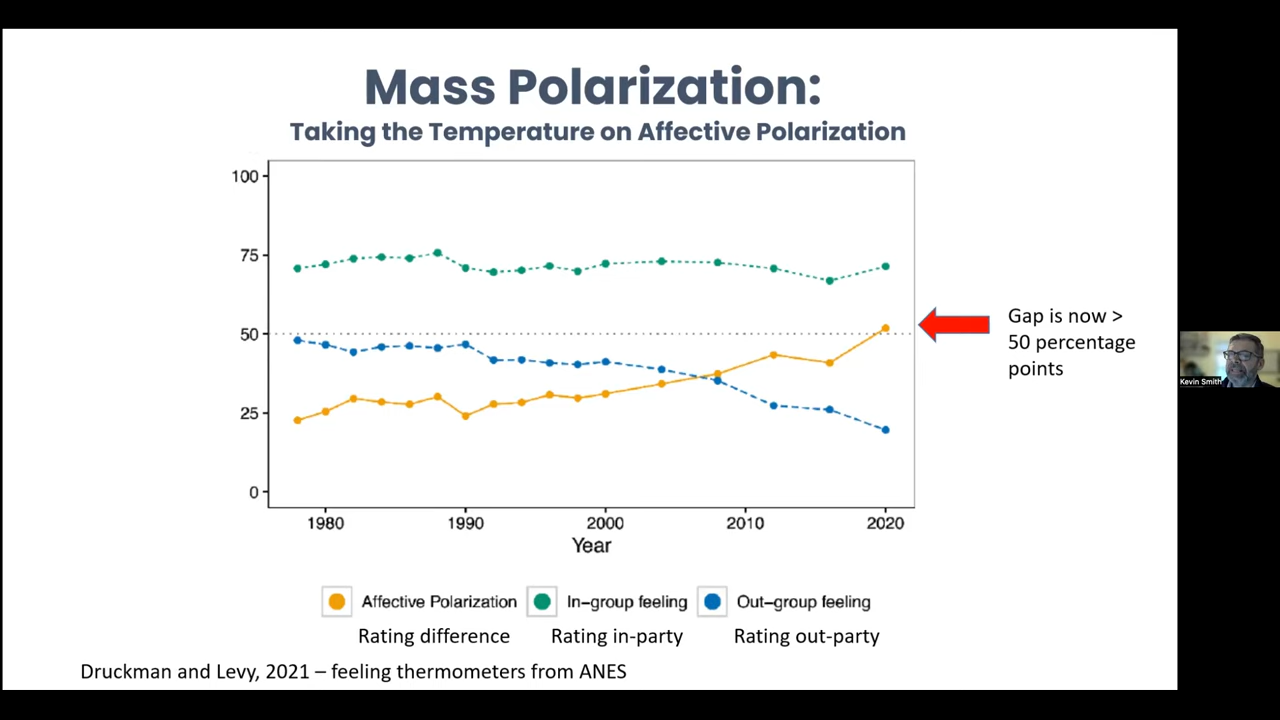 Mass Polarization:
Taking the Temperature on Affective Polarization
100
75
50
25
0
1980 1990 2000 2010 2020
Year
Gap is now >
50 percentage
points
Kevin Smith
Affective Polarization In-group feeling Out-group feeling
Rating difference Rating in-party Rating out-party
Druckman and Levy, 2021 – feeling thermometers from ANES